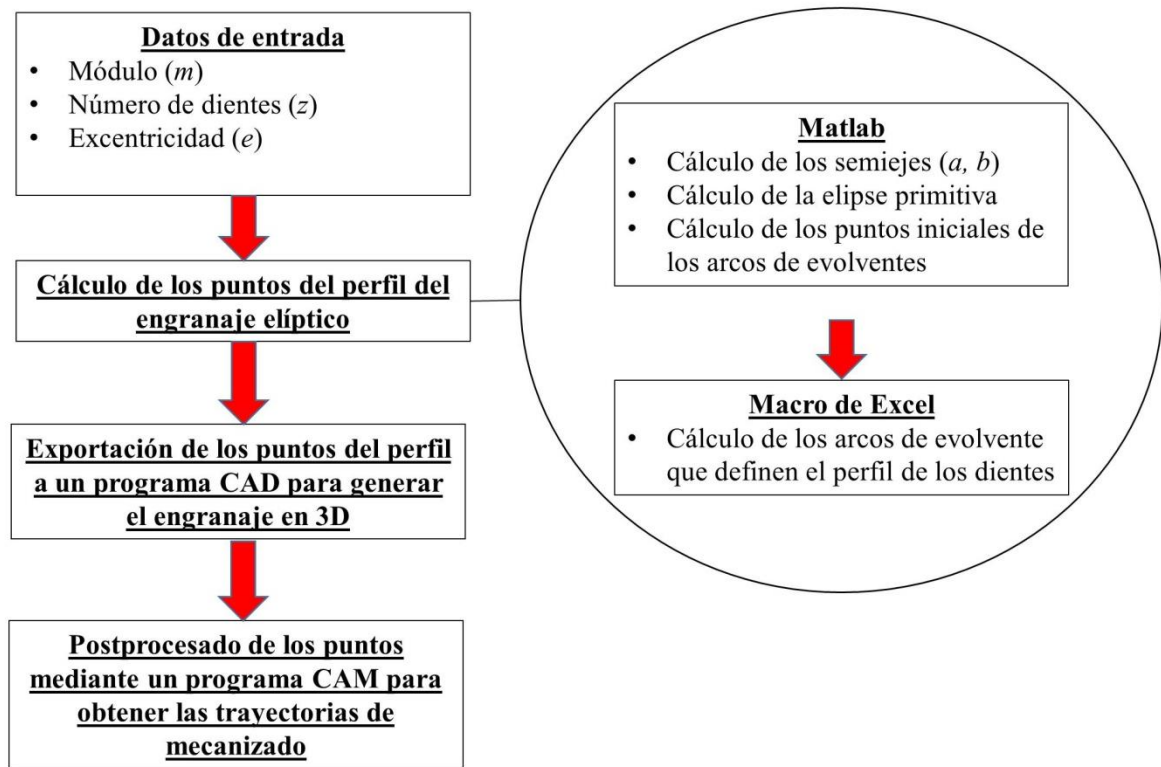 Datos de entrada
• Módulo (m)
• Número de dientes (z)
• Excentricidad (e)
Cálculo de los puntos del perfil del
engranaje elíptico
Exportación de los puntos del perfil
a un programa CAD para generar
el engranaje en 3D
Postprocesado de los puntos
mediante un programa CAM para
obtener las trayectorias de
mecanizado
Matlab
• Cálculo de los semiejes (a, b)
• Cálculo de la elipse primitiva
• Cálculo de los puntos iniciales de
los arcos de evolventes
Macro de Excel
• Cálculo de los arcos de evolvente
que definen el perfil de los dientes